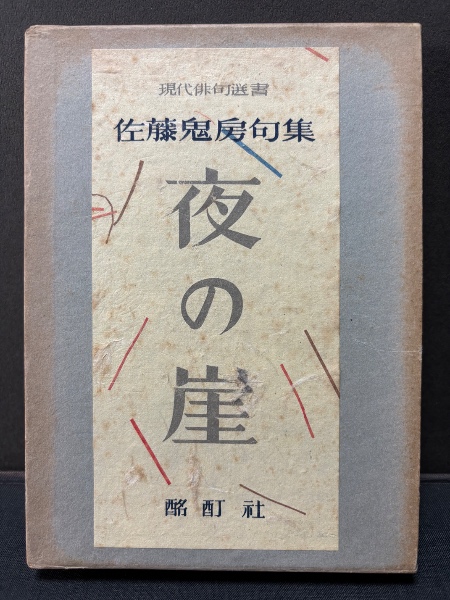 現代俳句選書
佐藤鬼房句集
夜の崖
酩酊社